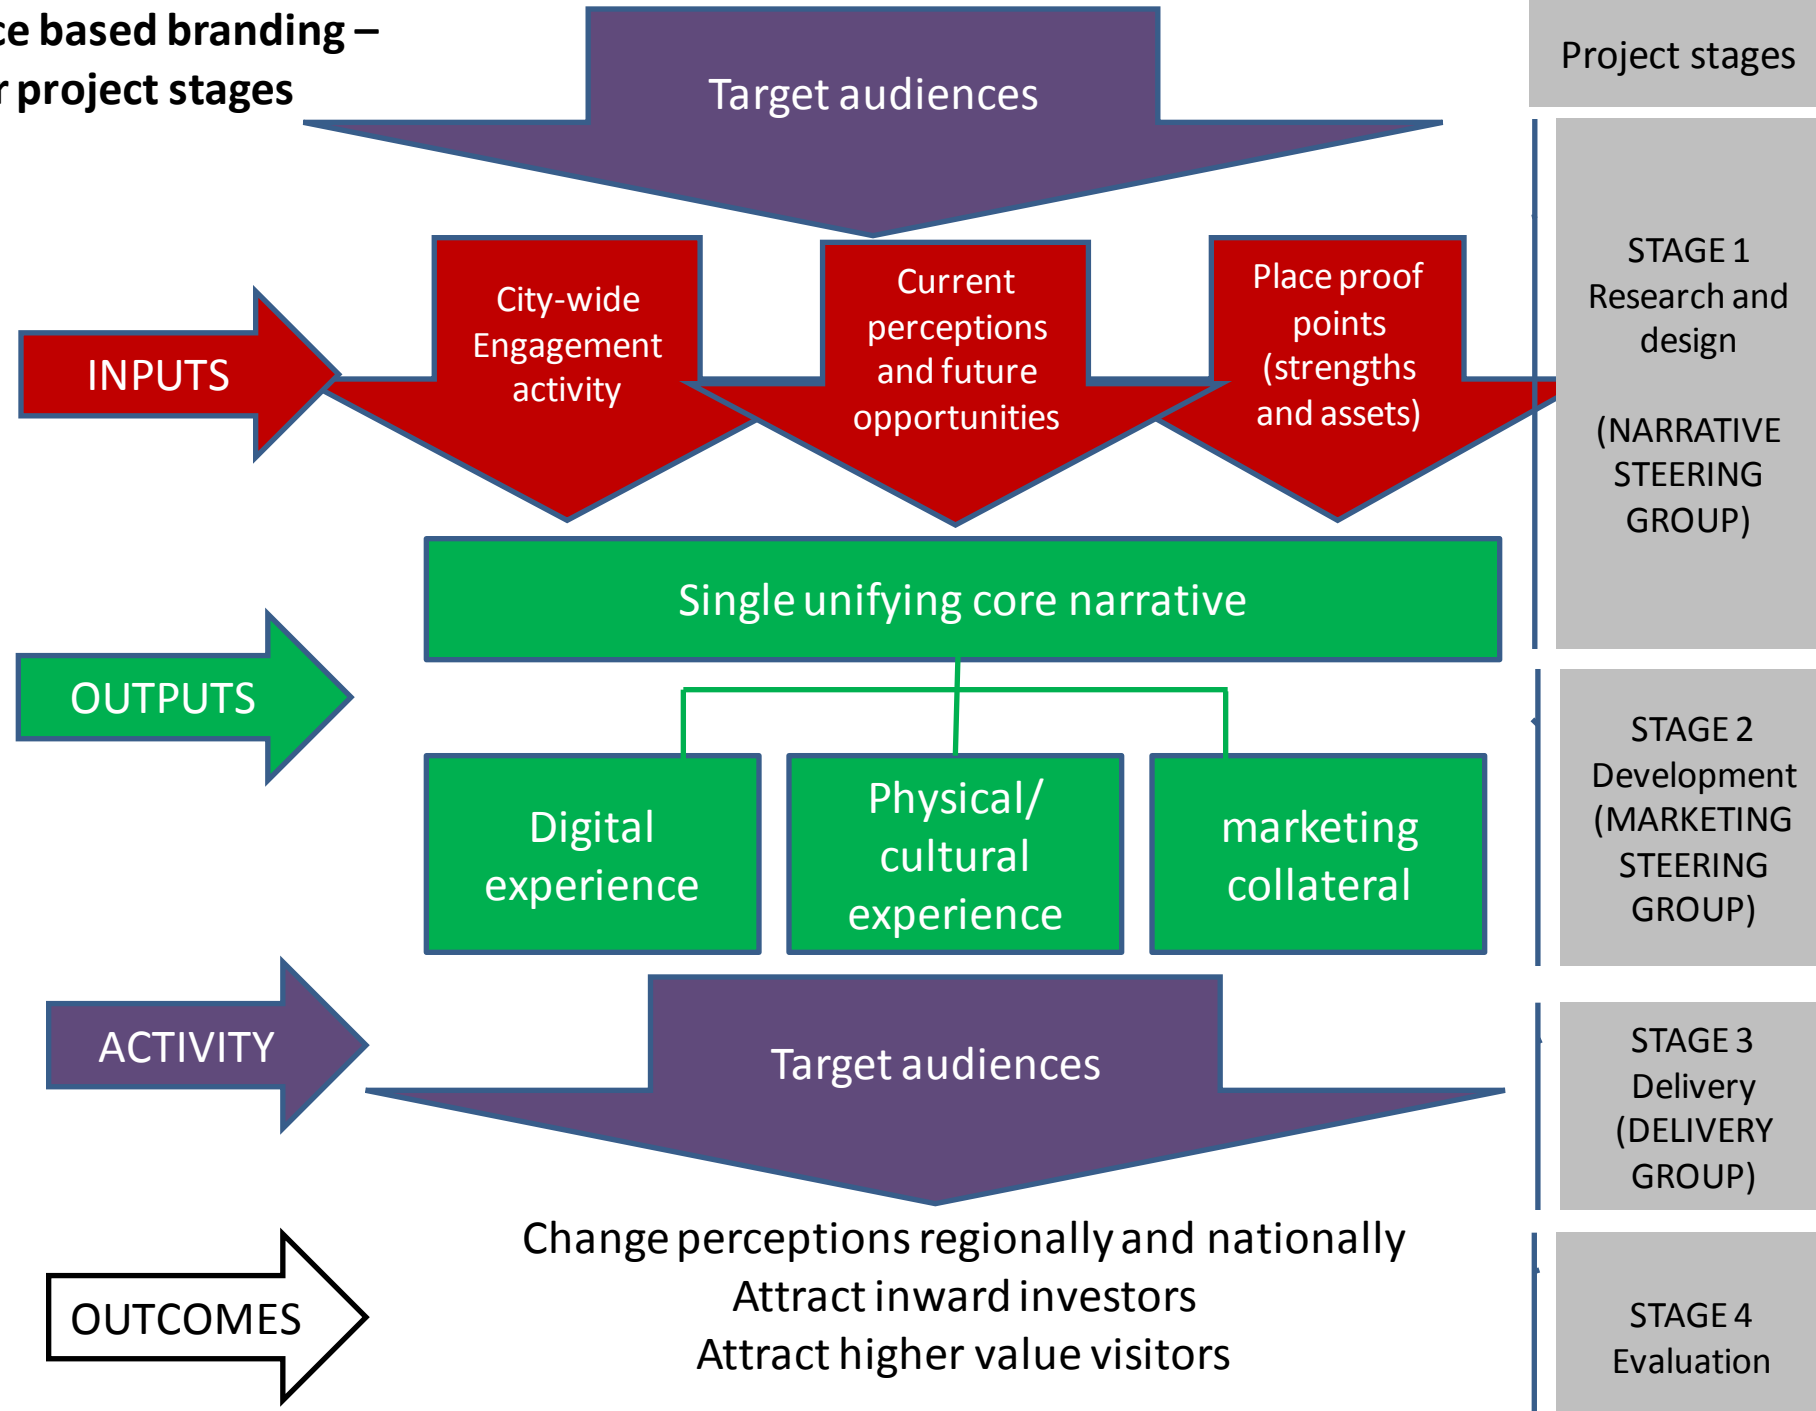 ce based branding –
r project stages
Target audiences
Project stages
INPUTS
City-wide
Engagement
activity
Current
perceptions
and future
opportunities
Place proof
points
(strengths
and assets)
STAGE 1
Research and
design
(NARRATIVE
STEERING
GROUP)
Single unifying core narrative
OUTPUTS
Digital
experience
Physical/
cultural
experience
marketing
collateral
STAGE 2
Development
(MARKETING
STEERING
GROUP)
ACTIVITY
Target audiences
STAGE 3
Delivery
(DELIVERY
GROUP)
OUTCOMES
Change perceptions regionally and nationally
Attract inward investors
Attract higher value visitors
STAGE 4
Evaluation